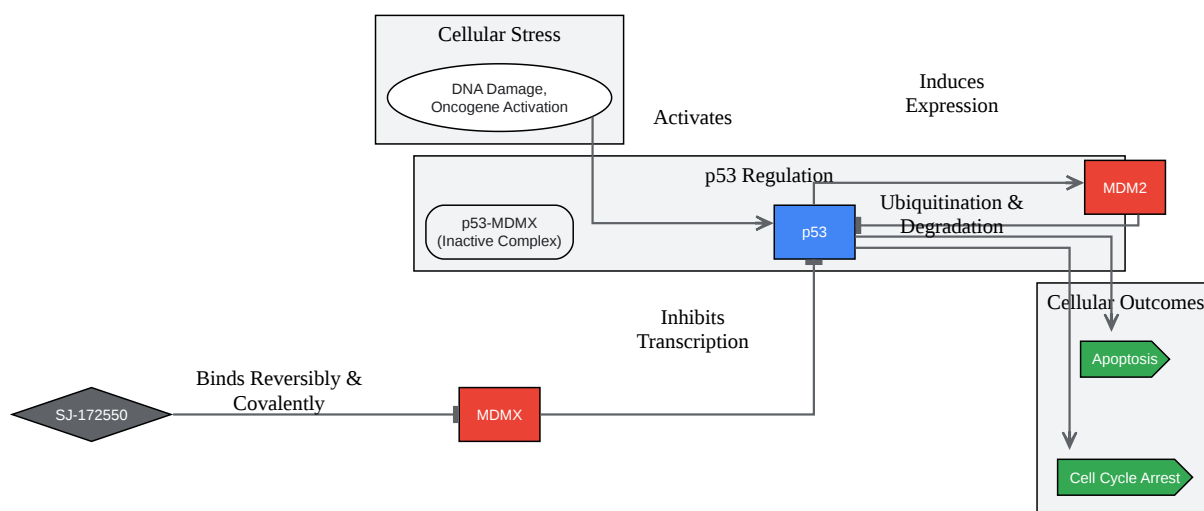 Cellular Stress
DNA Damage,
Oncogene Activation
Activates
Induces
Expression
p53 Regulation
MDM2
Ubiquitination &
Degradation
p53-MDMX
(Inactive Complex)
p53
Cellular Outcomes
Inhibits
Transcription
Apoptosis
Binds Reversibly &
Covalently
SJ-172550
MDMX
Cell Cycle Arrest